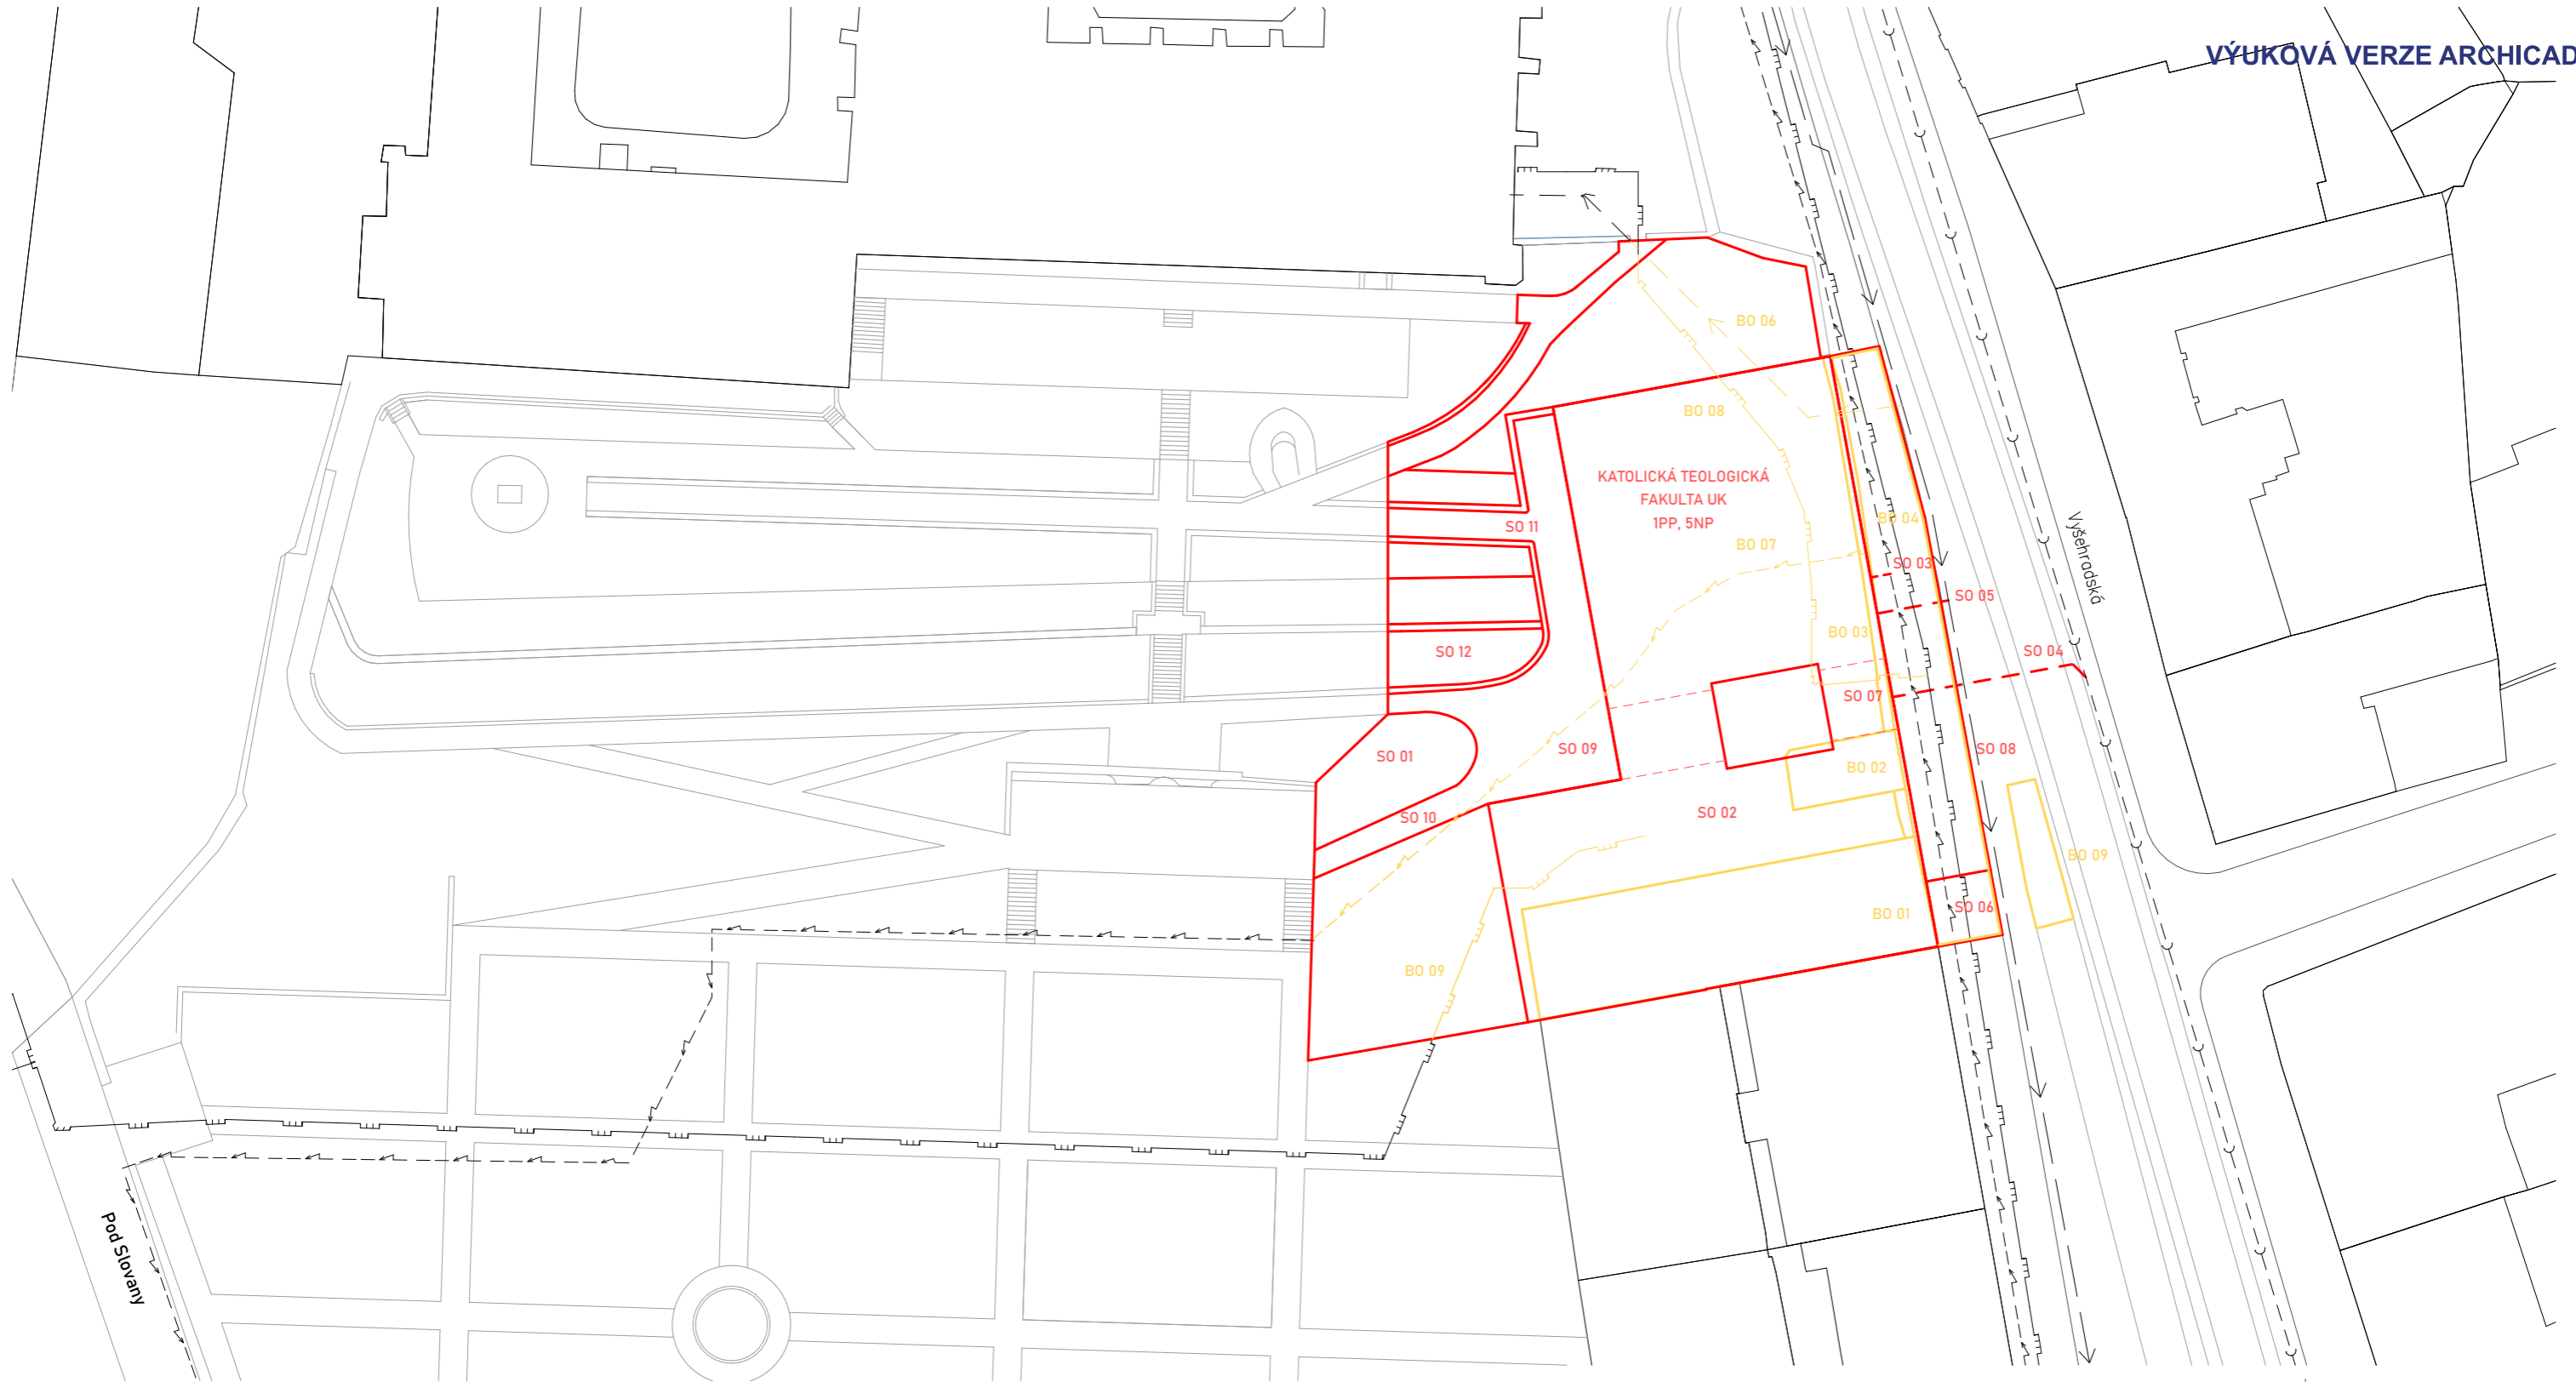 VÝUKOVÁ VERZE ARCHICAD
BO 06
BO 08
KATOLICKÁ TEOLOGICKÁ
FAKULTA UK
1PP, 5NP
SO 11
BO 04
BO 07
SO 03
SO 05
Vyšehradská
BO 03
SO 12
SO 04
SO 07
SO 01
SO 09
SO 08
BO 02
SO 10
SO 02
BO 09
BO 01
SO 06
BO 09
Pod Slovany